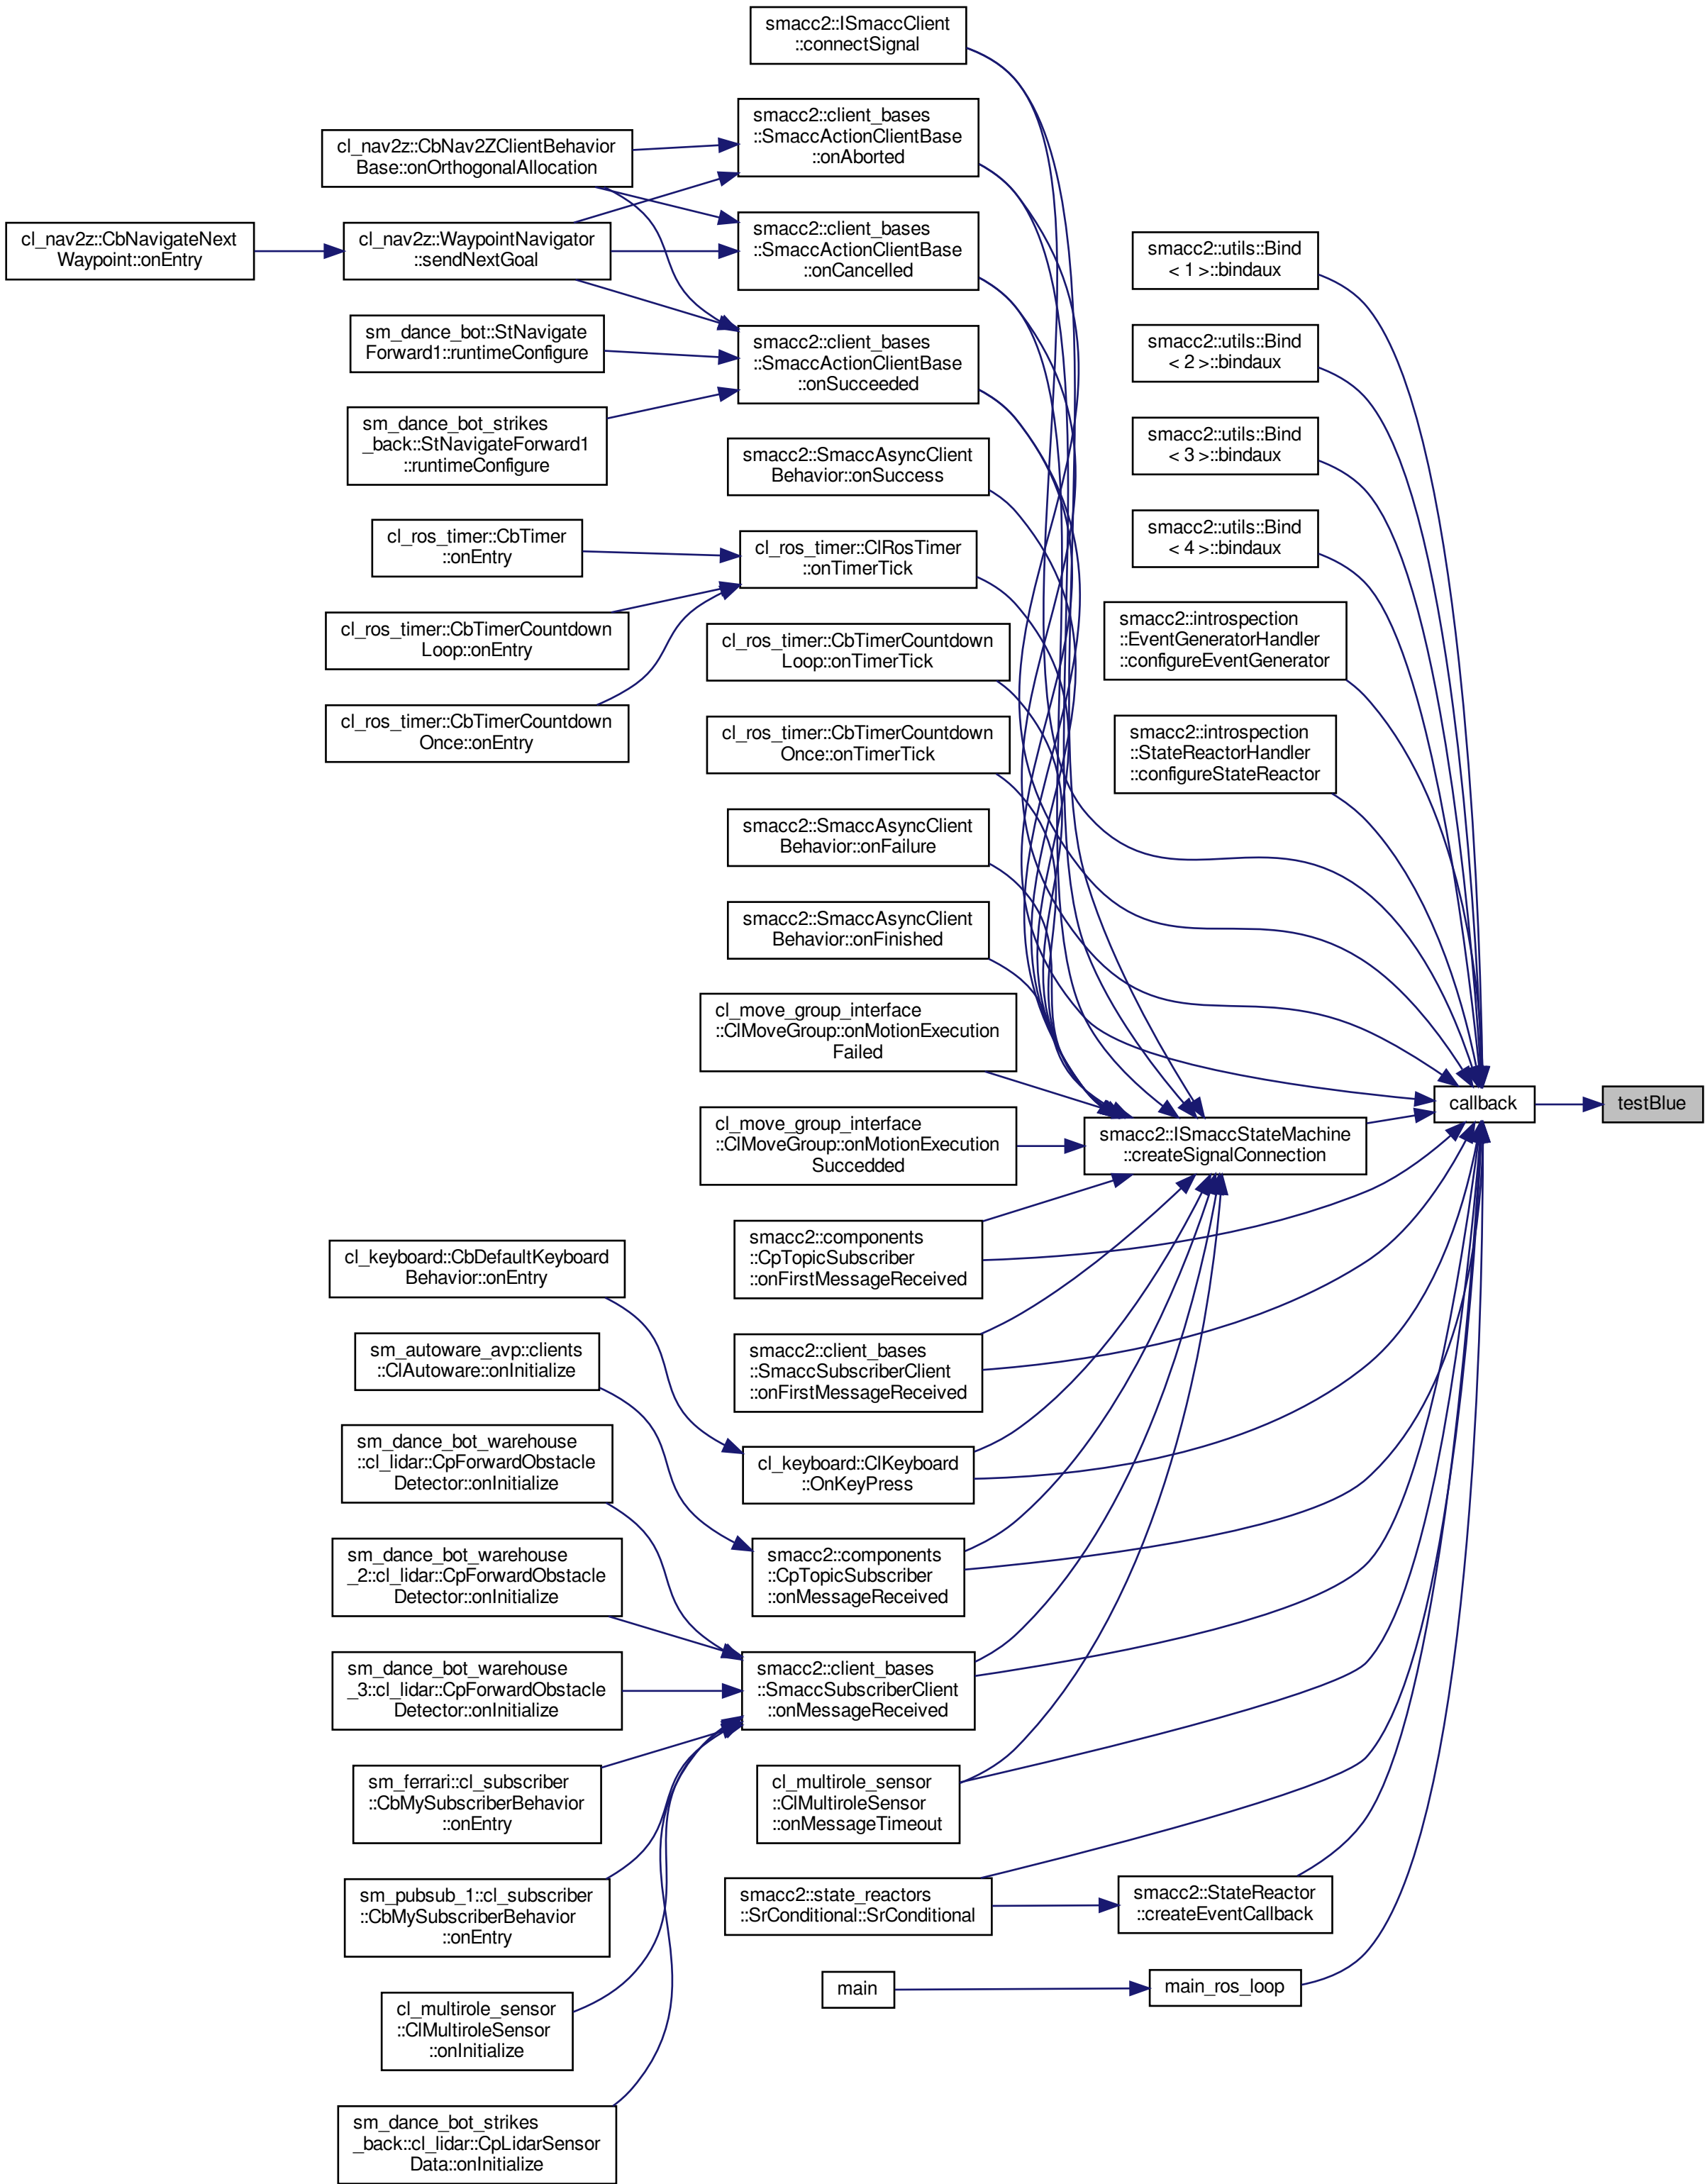 smacc2::ISmaccClient
::connectSignal
smacc2::client_bases
::SmaccActionClientBase
::onAborted
cl_nav2z::CbNav2ZClientBehavior
Base::onOrthogonalAllocation
smacc2::client_bases
::SmaccActionClientBase
::onCancelled
cl_nav2z::CbNavigateNext
Waypoint::onEntry
cl_nav2z::WaypointNavigator
::sendNextGoal
smacc2::utils::Bind
< 1 >::bindaux
sm_dance_bot::StNavigate
Forward1::runtimeConfigure
smacc2::client_bases
::SmaccActionClientBase
::onSucceeded
smacc2::utils::Bind
< 2 >::bindaux
sm_dance_bot_strikes
_back::StNavigateForward1
::runtimeConfigure
smacc2::SmaccAsyncClient
Behavior::onSuccess
smacc2::utils::Bind
< 3 >::bindaux
cl_ros_timer::CbTimer
::onEntry
cl_ros_timer::ClRosTimer
::onTimerTick
smacc2::utils::Bind
< 4 >::bindaux
cl_ros_timer::CbTimerCountdown
Loop::onEntry
cl_ros_timer::CbTimerCountdown
Loop::onTimerTick
smacc2::introspection
::EventGeneratorHandler
::configureEventGenerator
cl_ros_timer::CbTimerCountdown
Once::onEntry
cl_ros_timer::CbTimerCountdown
Once::onTimerTick
smacc2::introspection
::StateReactorHandler
::configureStateReactor
smacc2::SmaccAsyncClient
Behavior::onFailure
smacc2::SmaccAsyncClient
Behavior::onFinished
cl_move_group_interface
::ClMoveGroup::onMotionExecution
Failed
callback
testBlue
cl_move_group_interface
::ClMoveGroup::onMotionExecution
Succedded
smacc2::ISmaccStateMachine
::createSignalConnection
smacc2::components
::CpTopicSubscriber
::onFirstMessageReceived
cl_keyboard::CbDefaultKeyboard
Behavior::onEntry
smacc2::client_bases
::SmaccSubscriberClient
::onFirstMessageReceived
sm_autoware_avp::clients
::ClAutoware::onInitialize
cl_keyboard::ClKeyboard
::OnKeyPress
sm_dance_bot_warehouse
::cl_lidar::CpForwardObstacle
Detector::onInitialize
smacc2::components
::CpTopicSubscriber
::onMessageReceived
sm_dance_bot_warehouse
_2::cl_lidar::CpForwardObstacle
Detector::onInitialize
smacc2::client_bases
::SmaccSubscriberClient
::onMessageReceived
sm_dance_bot_warehouse
_3::cl_lidar::CpForwardObstacle
Detector::onInitialize
cl_multirole_sensor
::ClMultiroleSensor
::onMessageTimeout
sm_ferrari::cl_subscriber
::CbMySubscriberBehavior
::onEntry
smacc2::state_reactors
::SrConditional::SrConditional
smacc2::StateReactor
::createEventCallback
sm_pubsub_1::cl_subscriber
::CbMySubscriberBehavior
::onEntry
main
main_ros_loop
cl_multirole_sensor
::ClMultiroleSensor
::onInitialize
sm_dance_bot_strikes
_back::cl_lidar::CpLidarSensor
Data::onInitialize